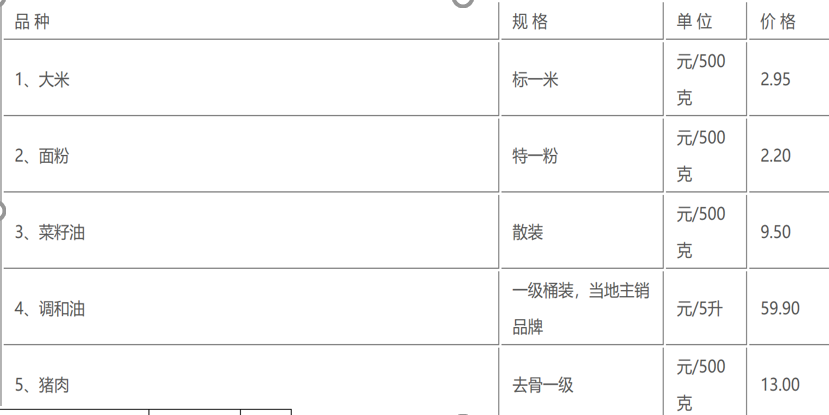 品 种 规 格 单 位 价 格
1、大米 标一米 元/500克 2.95
2、面粉 特一粉 元/500克 2.20
3、菜籽油 散装 元/500克 9.50
4、调和油 一级桶装，当地主销品牌 元/5升 59.90
5、猪肉 去骨一级 元/500克 13.00